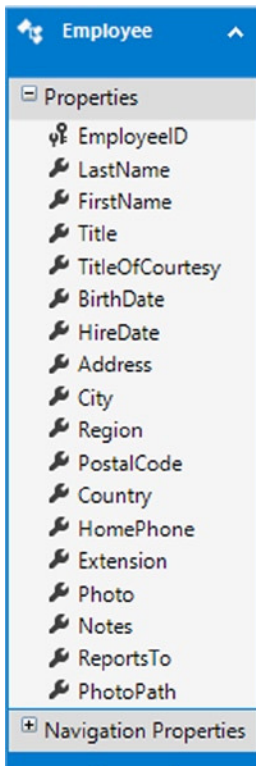 Employee
Properties
EmployeeID
LastName
FirstName
Title
TitleOfCourtesy
BirthDate
HireDate
Address
City
Region
PostalCode
Country
HomePhone
Extension
Photo
Notes
ReportsTo
PhotoPath
Navigation Properties